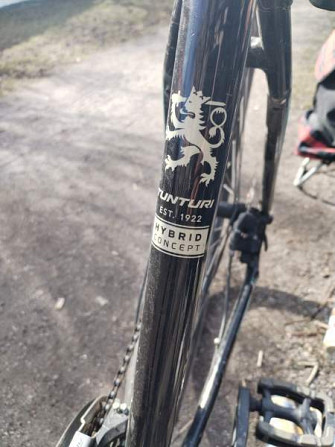 TUNTURI
EST. 1922
HYBRID
CONCEPT